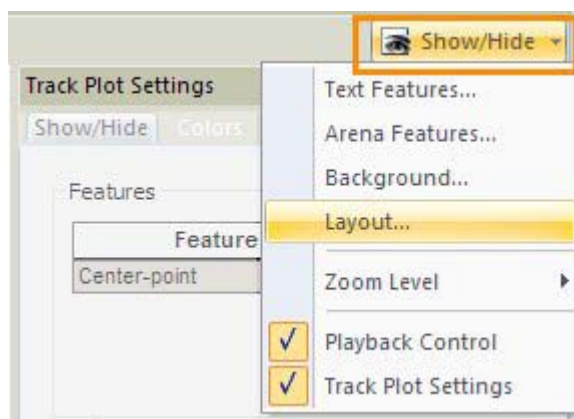 Show/Hide
Track Plot Settings
Show/Hide
Colors
Features
Feature
Center-point
Text Features...
Arena Features...
Background...
Layout...
Zoom Level
Playback Control
Track Plot Settings